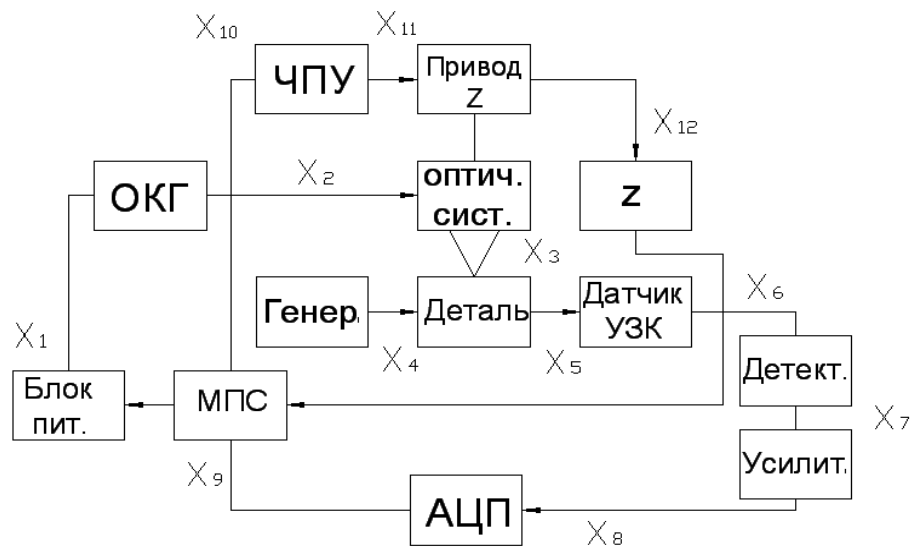 X10
X11
ЧПУ
Привод
Z
X12
ОКГ
X2
оптич.
сист.
Z
X3
Генер.
Деталь
Датчик
УЗК
X6
X1
X4
X5
Блок
пит.
МПС
Детект.
X7
Усилит.
X9
АЦП
X8